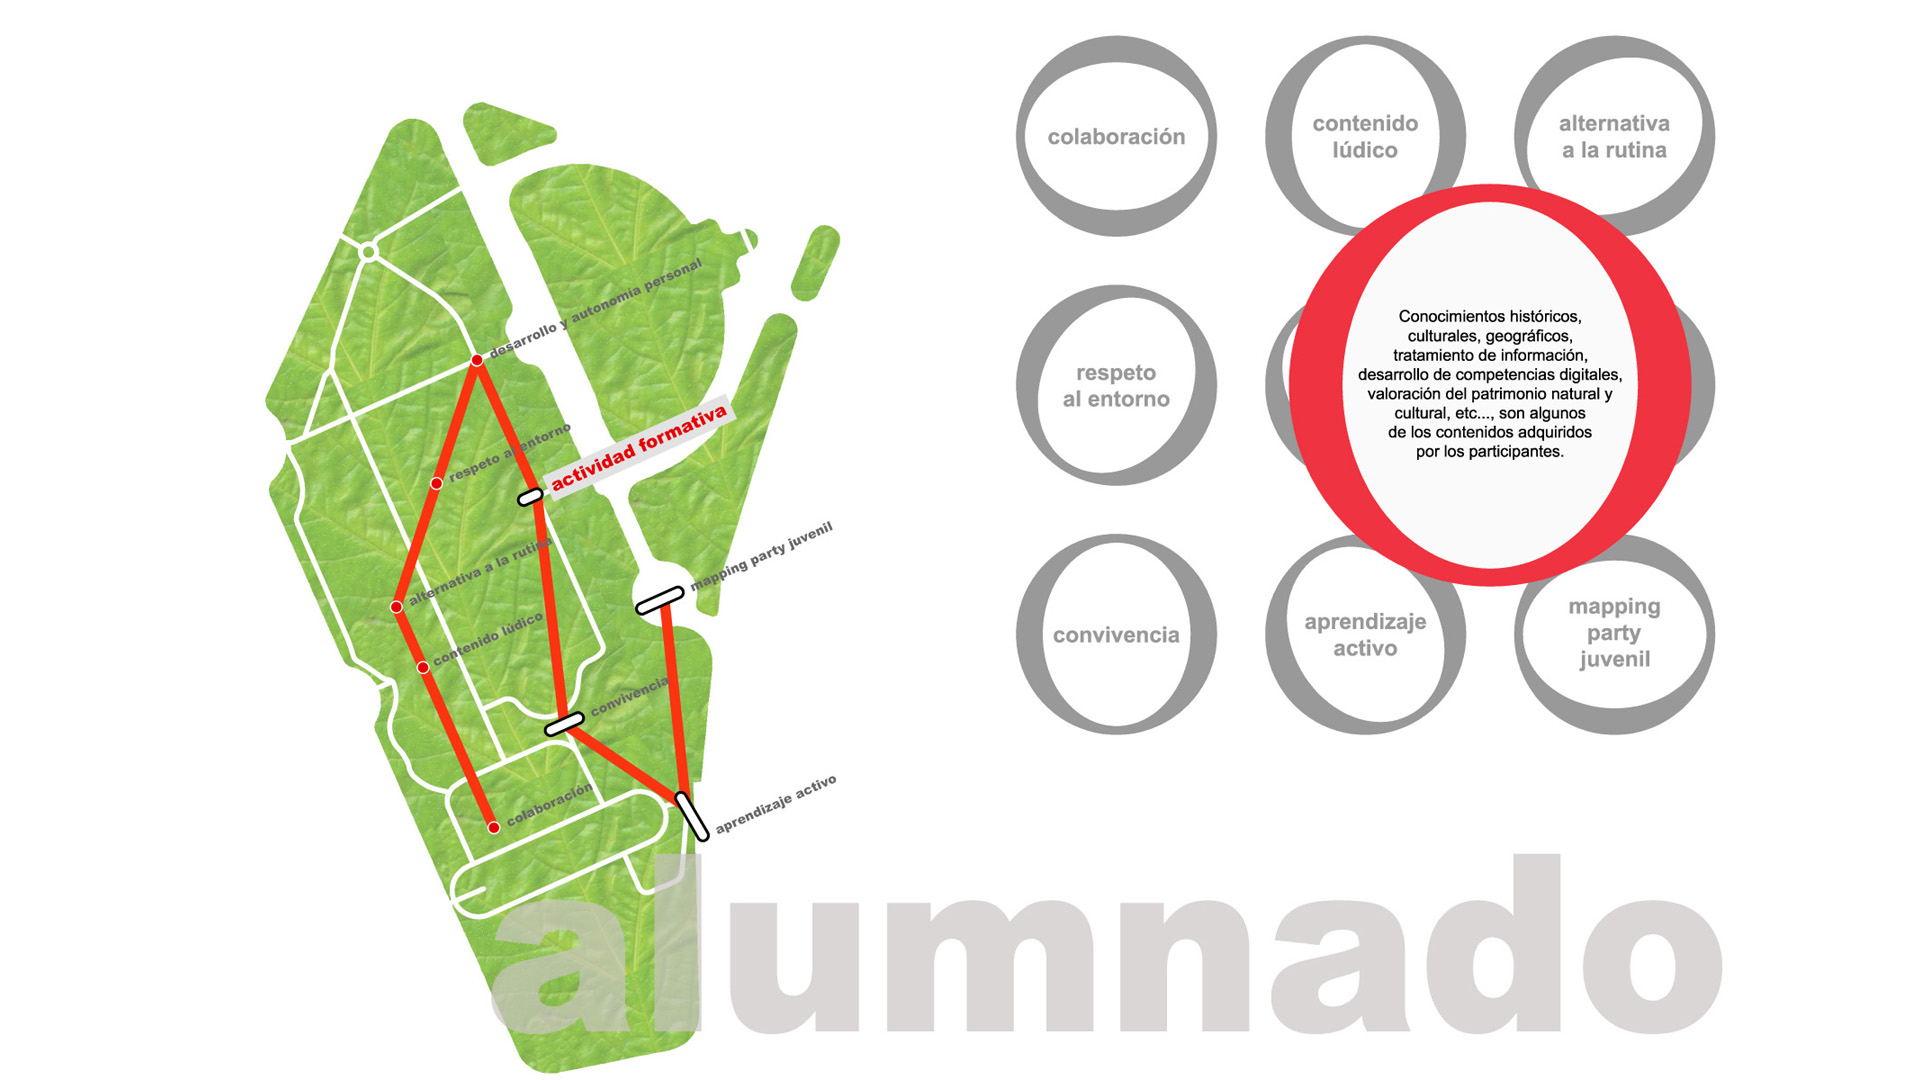 desarrollo y autonomía personal
actividad formativa
respeto al entorno
mapping party juvenil
alternativa a la rutina
contenido lúdico
convivencia
colaboración
aprendizaje activo
colaboración
contenido
lúdico
alternativa
a la rutina
respeto
al entorno
Conocimientos históricos,
culturales, geográficos,
tratamiento de información,
desarrollo de competencias digitales,
valoración del patrimonio natural y
cultural, etc..., son algunos
de los contenidos adquiridos
por los participantes.
convivencia
aprendizaje
activo
mapping
party
juvenil
alumnado